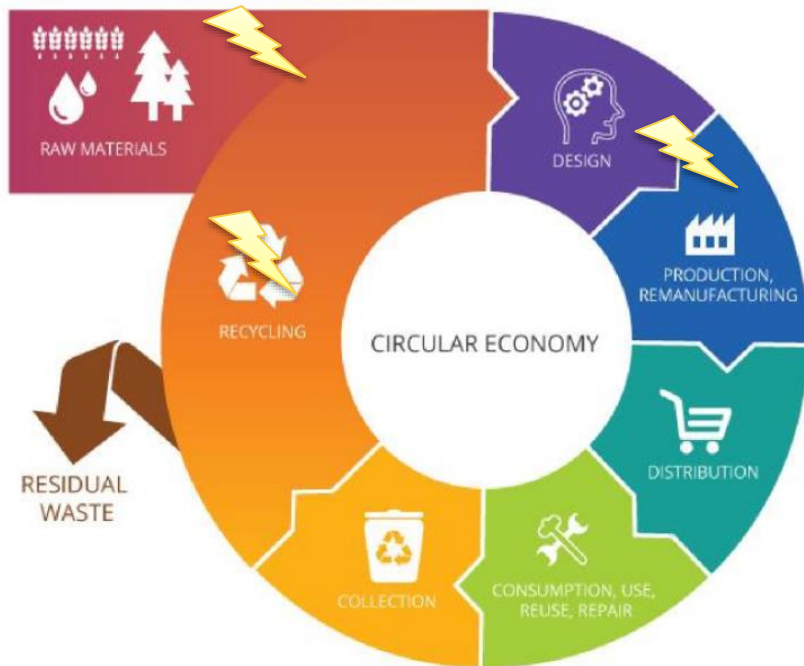 RAW MATERIALS
DESIGN
PRODUCTION,
REMANUFACTURING
RECYCLING
CIRCULAR ECONOMY
DISTRIBUTION
RESIDUAL
WASTE
CONSUMPTION, USE,
REUSE, REPAIR
COLLECTION